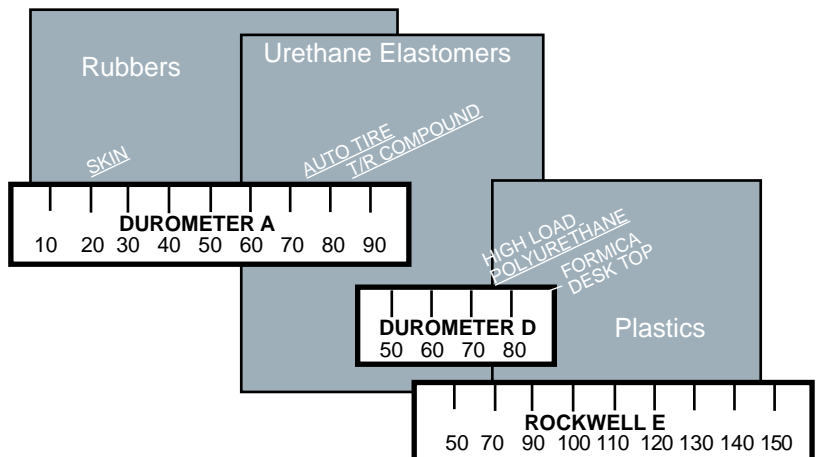 Rubbers
Urethane Elastomers
SKIN
AUTO TIRE
T/R COMPOUND
DUROMETER A
10 20 30 40 50 60 70 80 90
HIGH LOAD
POLYURETHANE
FORMICA
DESK TOP
DUROMETER D
50 60 70 80
Plastics
ROCKWELL E
50 70 90 100 110 120 130 140 150